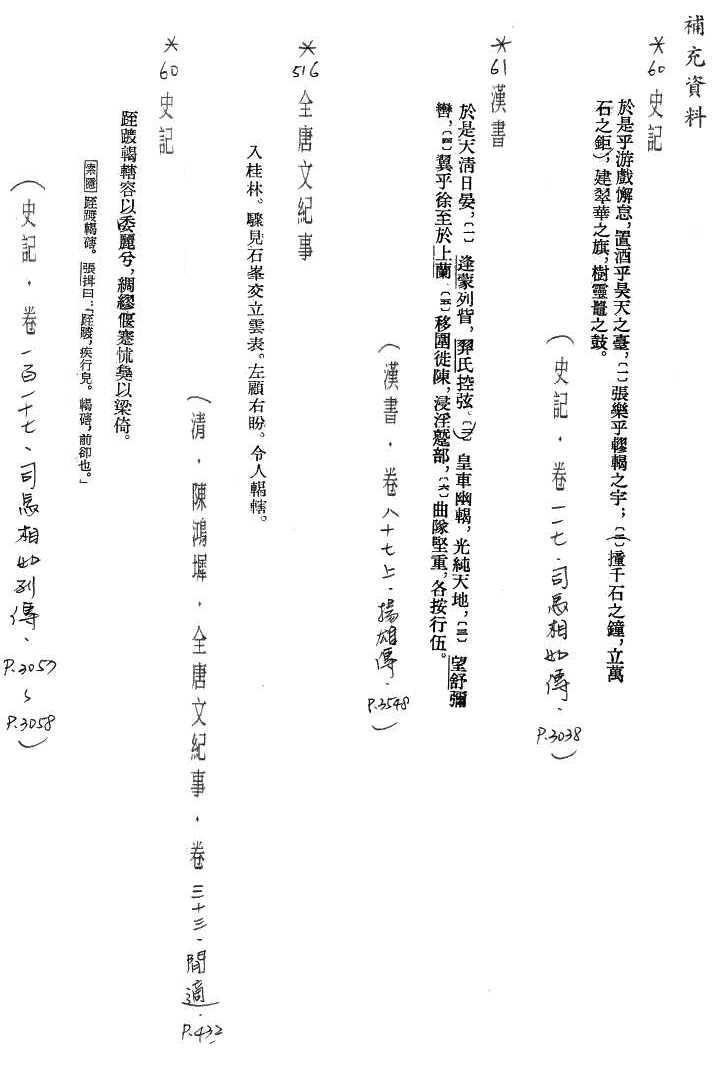 補充資料
*60 史記
於是乎游戲懈怠,置酒乎昊天之臺,〔一〕張樂乎轇輵之宇;〔二〕撞千石之鐘,立萬
石之鉅,建翠華之旗,樹靈鼉之鼓。
(史記.卷一一七.司馬相如傳.P.3038)
*61 漢書
於是天清日晏,〔一〕逢蒙列眥,羿氏控弦。〔二〕皇車幽輵,光純天地,〔三〕望舒彌
轡,〔四〕翼乎徐至於上蘭。〔五〕移圍徙陳,浸淫蹵部,〔六〕曲隊堅重,各按行伍。
(漢書.卷八十七上.揚雄傳.P.3548)
*516 全唐文紀事
入桂林。驟見石峯交立雲表。左顧右盼。令人轕轄。
(清.陳鴻墀.全唐文紀事.卷三十三.閒適.P.432
*60 史記
跮踱輵轄容以委麗兮,綢繆偃蹇怵㚟以梁倚。
索隱 跮踱輵磍。張揖曰:「跮踱,疾行皃。輵磍,前卻也。」
(史記.卷一百一十七.司馬相如列傳.P.3057~P.3058)